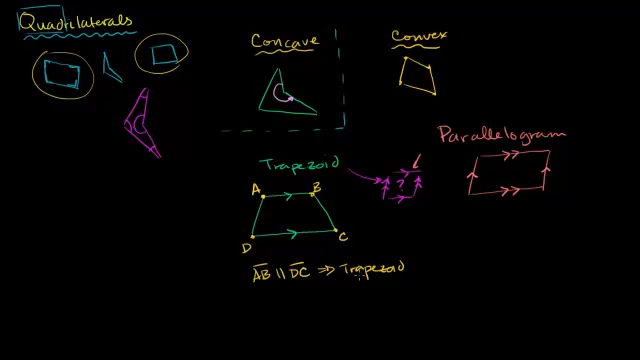 Quadrilaterals
Concave
Convex
Parallelogram
Trapezoid
A B
?
D C
AB || DC ⇒ Trapezoid